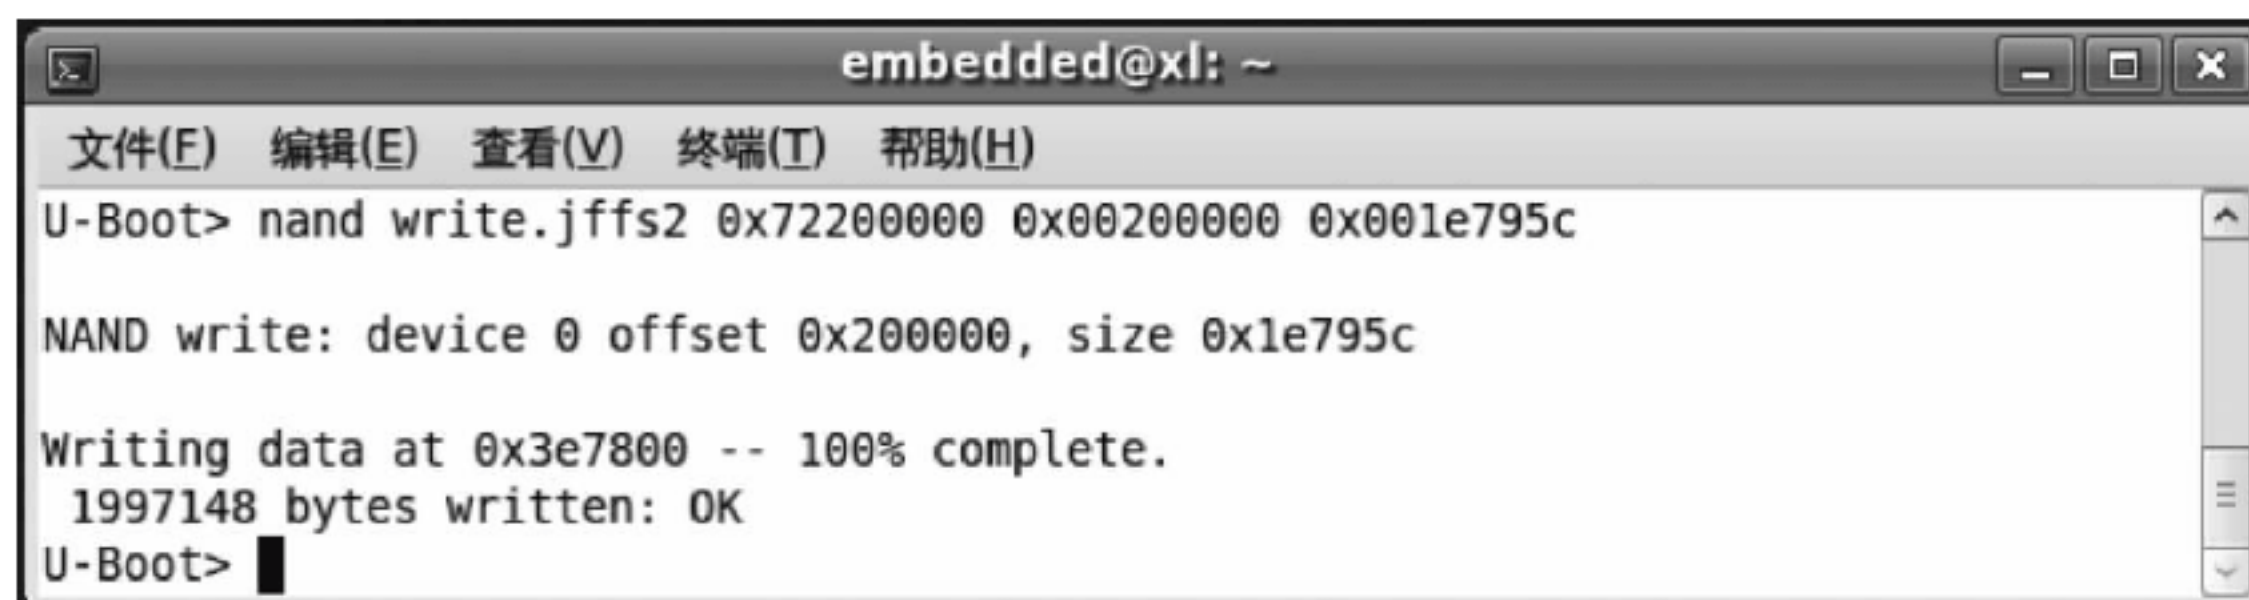 embedded@xl: ~
文件(F) 编辑(E) 查看(V) 终端(T) 帮助(H)
U-Boot> nand write.jffs2 0x72200000 0x00200000 0x001e795c
NAND write: device 0 offset 0x200000, size 0x1e795c
Writing data at 0x3e7800 -- 100% complete.
1997148 bytes written: OK
U-Boot>